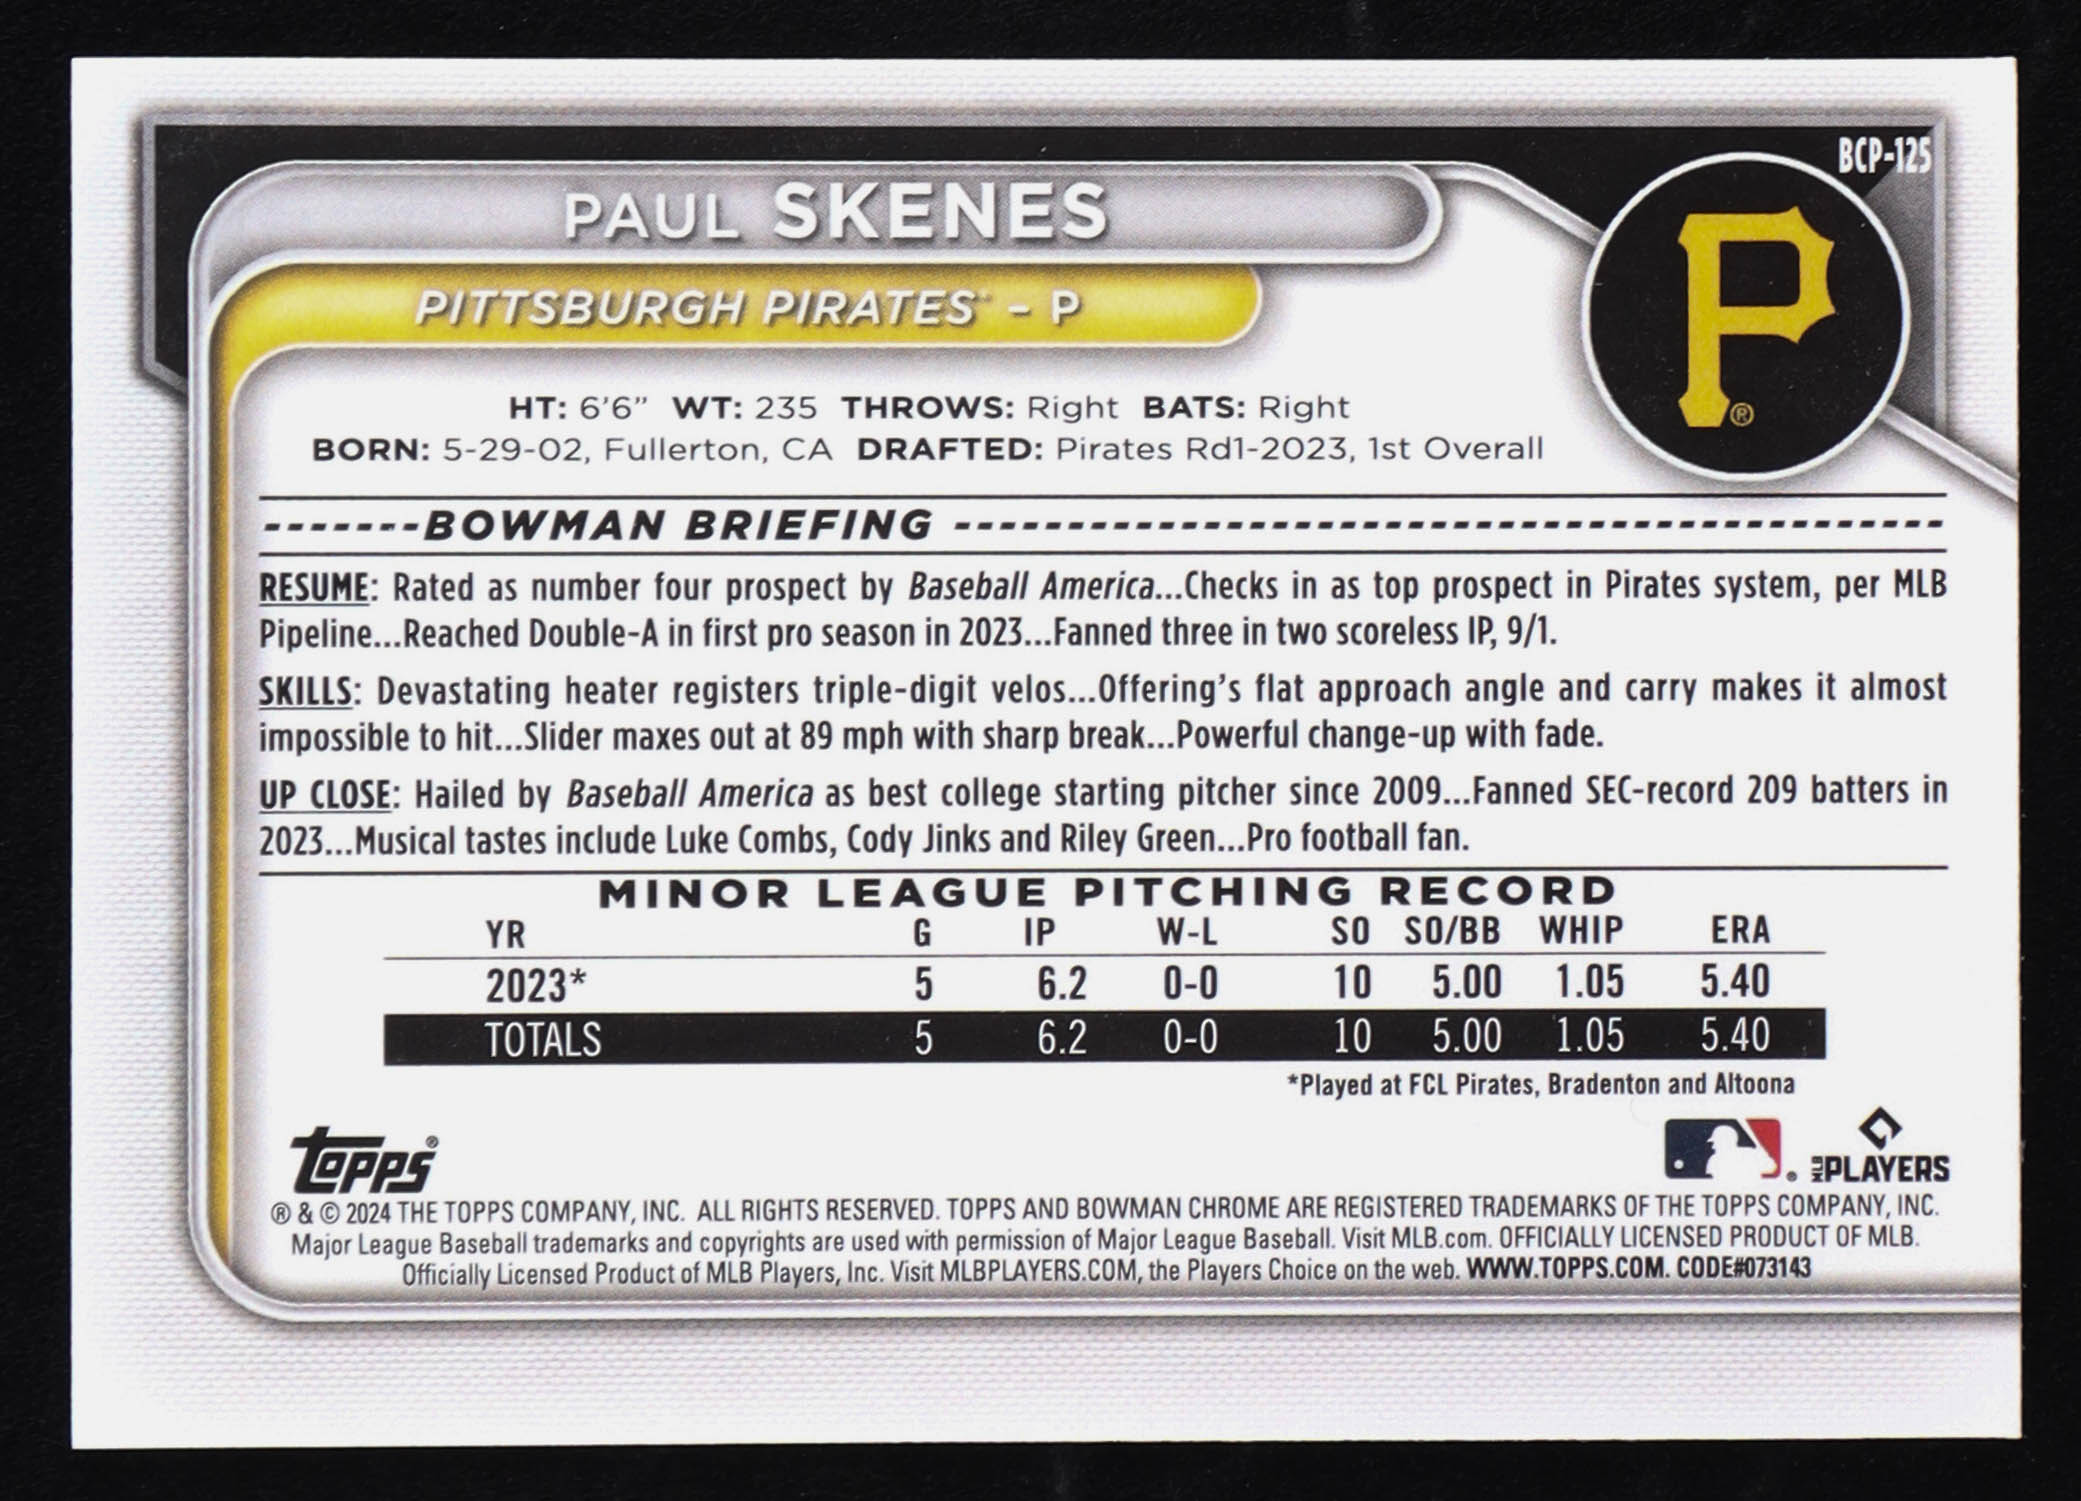 BCP-125
PAUL SKENES
PITTSBURGH PIRATES™ - P
P®
HT: 6'6" WT: 235 THROWS: Right BATS: Right
BORN: 5-29-02, Fullerton, CA DRAFTED: Pirates Rd1-2023, 1st Overall
-------BOWMAN BRIEFING --------------------------------------------
RESUME: Rated as number four prospect by Baseball America...Checks in as top prospect in Pirates system, per MLB
Pipeline...Reached Double-A in first pro season in 2023...Fanned three in two scoreless IP, 9/1.
SKILLS: Devastating heater registers triple-digit velos...Offering's flat approach angle and carry makes it almost
impossible to hit...Slider maxes out at 89 mph with sharp break...Powerful change-up with fade.
UP CLOSE: Hailed by Baseball America as best college starting pitcher since 2009...Fanned SEC-record 209 batters in
2023...Musical tastes include Luke Combs, Cody Jinks and Riley Green...Pro football fan.
MINOR LEAGUE PITCHING RECORD
YR G IP W-L SO SO/BB WHIP ERA
2023* 5 6.2 0-0 10 5.00 1.05 5.40
TOTALS 5 6.2 0-0 10 5.00 1.05 5.40
*Played at FCL Pirates, Bradenton and Altoona
topps® ® MLB PLAYERS
® & © 2024 THE TOPPS COMPANY, INC. ALL RIGHTS RESERVED. TOPPS AND BOWMAN CHROME ARE REGISTERED TRADEMARKS OF THE TOPPS COMPANY, INC.
Major League Baseball trademarks and copyrights are used with permission of Major League Baseball. Visit MLB.com. OFFICIALLY LICENSED PRODUCT OF MLB.
Officially Licensed Product of MLB Players, Inc. Visit MLBPLAYERS.COM, the Players Choice on the web. WWW.TOPPS.COM. CODE#073143